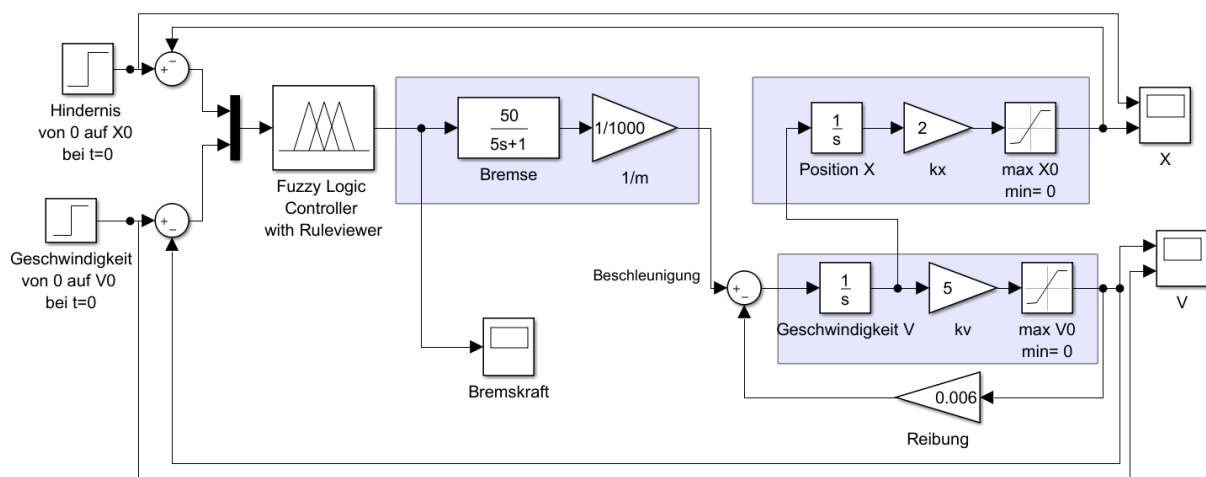 Hindernis
von 0 auf X0
bei t=0
Geschwindigkeit
von 0 auf V0
bei t=0
Fuzzy Logic
Controller
with Ruleviewer
50
5s+1
Bremse
1/1000
1/m
1
s
Position X
2
kx
max X0
min= 0
X
Beschleunigung
1
s
Geschwindigkeit V
5
kv
max V0
min= 0
V
Bremskraft
0.006
Reibung